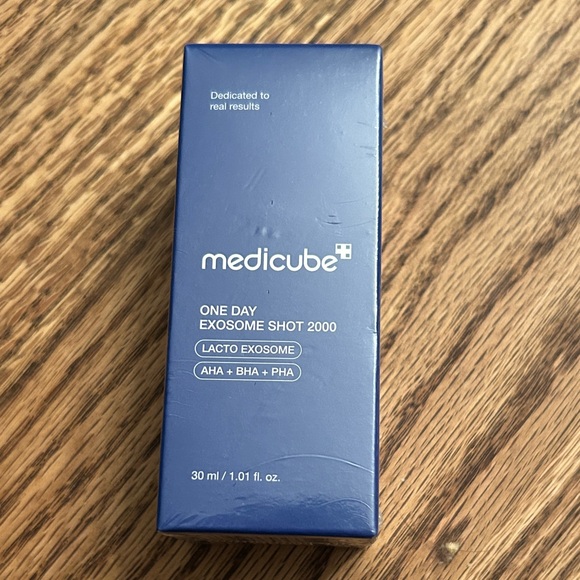 Dedicated to
real results
medicube
ONE DAY
EXOSOME SHOT 2000
LACTO EXOSOME
AHA + BHA + PHA
30 ml / 1.01 fl. oz.